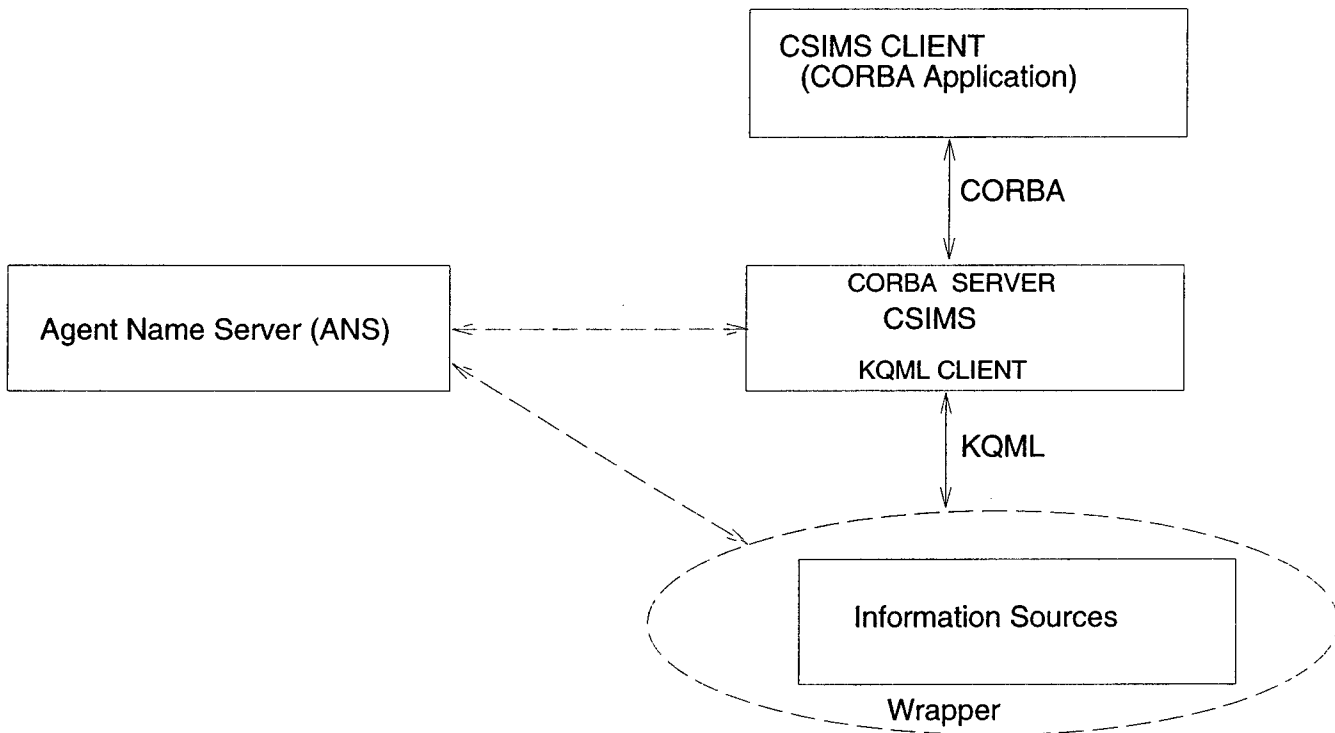 CSIMS CLIENT
(CORBA Application)
CORBA
CORBA SERVER
CSIMS
KQML CLIENT
Agent Name Server (ANS)
KQML
Information Sources
Wrapper